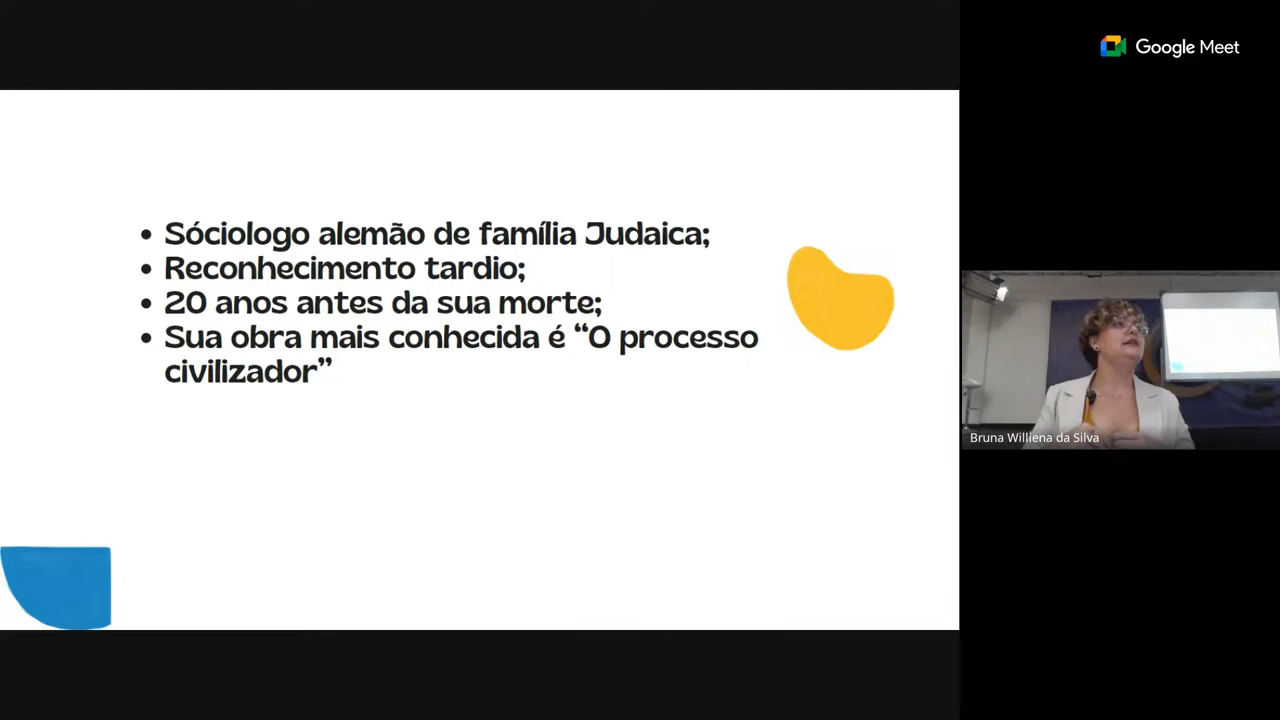 Google Meet
• Sóciologo alemão de família Judaica;
• Reconhecimento tardio;
• 20 anos antes da sua morte;
• Sua obra mais conhecida é “O processo
civilizador”
Bruna Williena da Silva